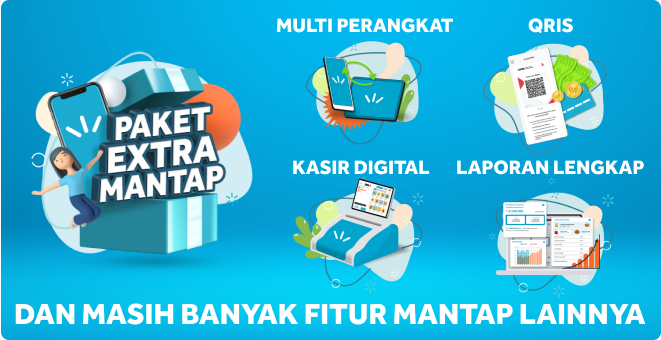 MULTI PERANGKAT
QRIS
PAKET
EXTRA
MANTAP
KASIR DIGITAL
LAPORAN LENGKAP
DAN MASIH BANYAK FITUR MANTAP LAINNYA